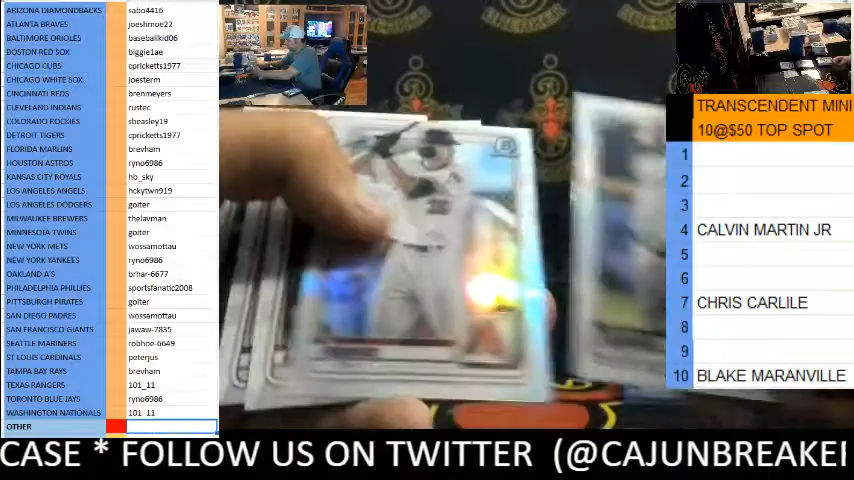 ARIZONA DIAMONDBACKS sabo4416
ATLANTA BRAVES joeshmoe22
BALTIMORE ORIOLES baseballkid06
BOSTON RED SOX biggie1ae
CHICAGO CUBS cpricketts1977
CHICAGO WHITE SOX joesterm
CINCINNATI REDS brenmeyers
CLEVELAND INDIANS rustec
COLORADO ROCKIES sbeasley19
DETROIT TIGERS cpricketts1977
FLORIDA MARLINS brevham
HOUSTON ASTROS ryno6986
KANSAS CITY ROYALS hb_sky
LOS ANGELES ANGELS hckytwn919
LOS ANGELES DODGERS golter
MILWAUKEE BREWERS thelavman
MINNESOTA TWINS golter
NEW YORK METS wossamottau
NEW YORK YANKEES ryno6986
OAKLAND A'S brhar-6677
PHILADELPHIA PHILLIES sportsfanatic2008
PITTSBURGH PIRATES golter
SAN DIEGO PADRES wossamottau
SAN FRANCISCO GIANTS jawaw-7835
SEATTLE MARINERS robhoe-6649
ST LOUIS CARDINALS peterjus
TAMPA BAY RAYS brevham
TEXAS RANGERS 101_11
TORONTO BLUE JAYS ryno6986
WASHINGTON NATIONALS 101_11
OTHER
TRANSCENDENT MINI
10@$50 TOP SPOT
1
2
3
4 CALVIN MARTIN JR
5
6
7 CHRIS CARLILE
8
9
10 BLAKE MARANVILLE
CASE * FOLLOW US ON TWITTER (@CAJUNBREAKER